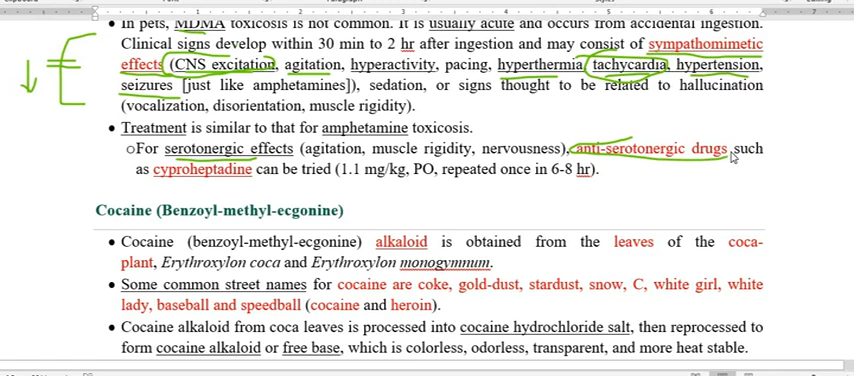 In pets, MDMA toxicosis is not common. It is usually acute and occurs from accidental ingestion.
Clinical signs develop within 30 min to 2 hr after ingestion and may consist of sympathomimetic
effects (CNS excitation, agitation, hyperactivity, pacing, hyperthermia, tachycardia, hypertension,
seizures [just like amphetamines]), sedation, or signs thought to be related to hallucination
(vocalization, disorientation, muscle rigidity).
• Treatment is similar to that for amphetamine toxicosis.
oFor serotonergic effects (agitation, muscle rigidity, nervousness), anti-serotonergic drugs such
as cyproheptadine can be tried (1.1 mg/kg, PO, repeated once in 6-8 hr).
Cocaine (Benzoyl-methyl-ecgonine)
• Cocaine (benzoyl-methyl-ecgonine) alkaloid is obtained from the leaves of the coca-
plant, Erythroxylon coca and Erythroxylon monogymnum.
• Some common street names for cocaine are coke, gold-dust, stardust, snow, C, white girl, white
lady, baseball and speedball (cocaine and heroin).
• Cocaine alkaloid from coca leaves is processed into cocaine hydrochloride salt, then reprocessed to
form cocaine alkaloid or free base, which is colorless, odorless, transparent, and more heat stable.